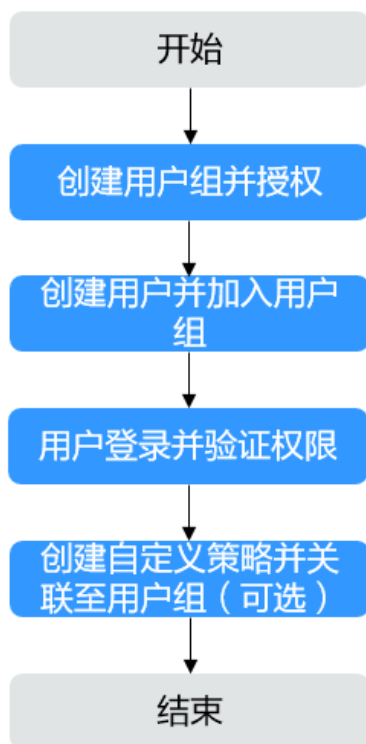 开始
创建用户组并授权
创建用户并加入用户
组
用户登录并验证权限
创建自定义策略并关
联至用户组（可选）
结束